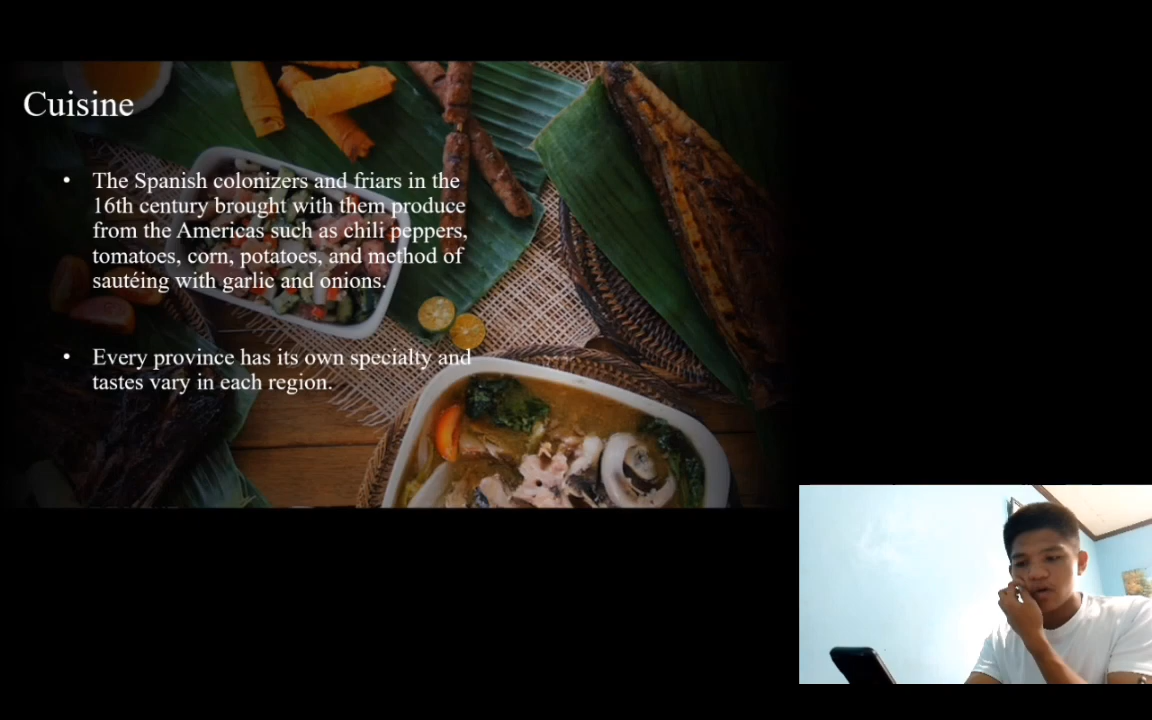 Cuisine
• The Spanish colonizers and friars in the
16th century brought with them produce
from the Americas such as chili peppers,
tomatoes, corn, potatoes, and method of
sautéing with garlic and onions.
• Every province has its own specialty and
tastes vary in each region.